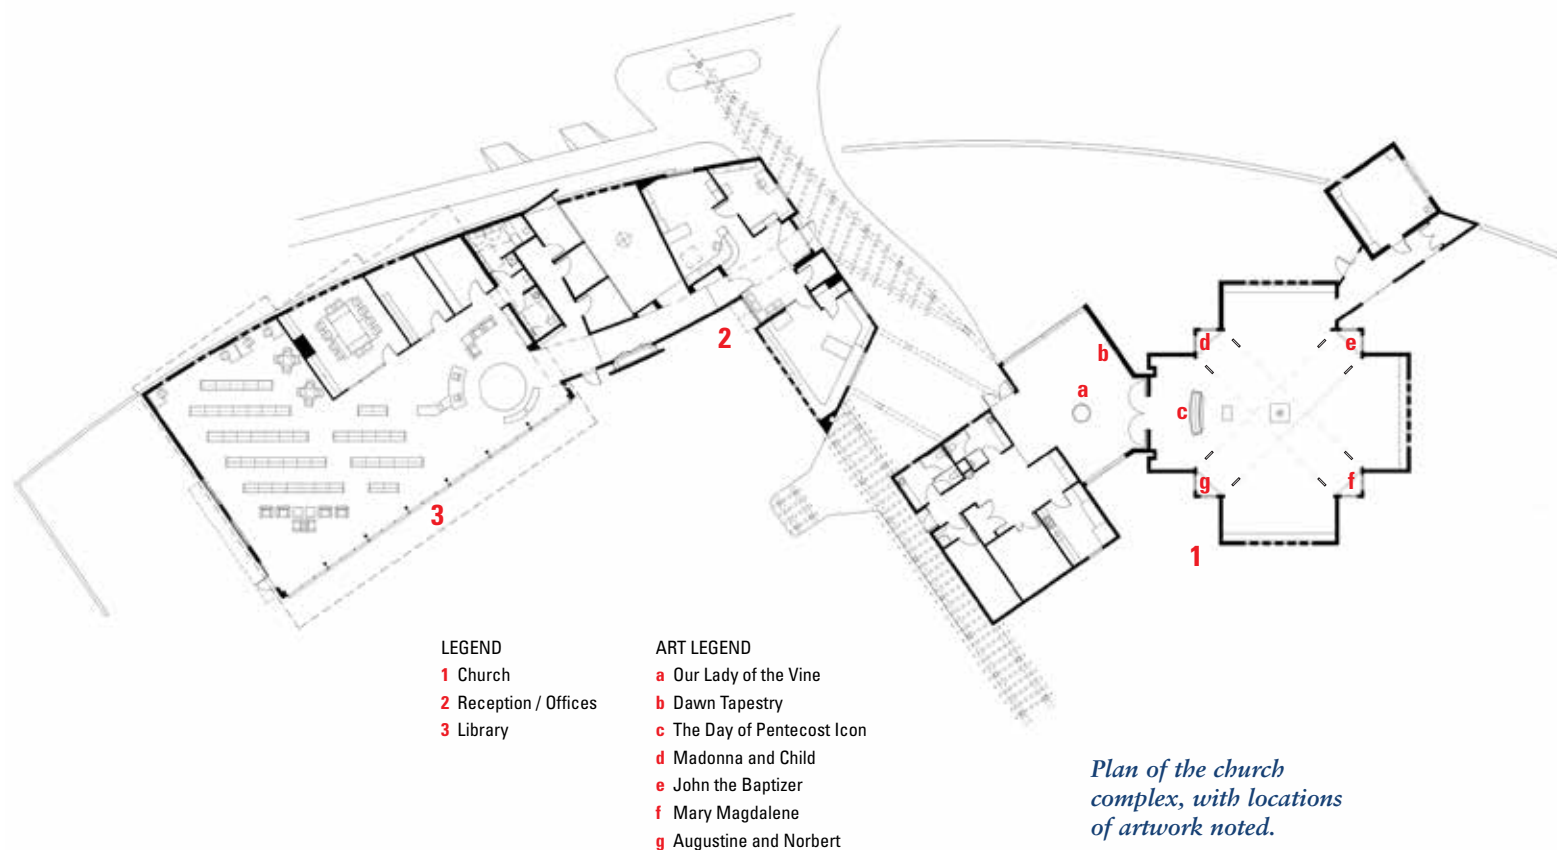 d
e
2
b
a
c
g
f
3
1
LEGEND
1 Church
2 Reception / Offices
3 Library
ART LEGEND
a Our Lady of the Vine
b Dawn Tapestry
c The Day of Pentecost Icon
d Madonna and Child
e John the Baptizer
f Mary Magdalene
g Augustine and Norbert
Plan of the church
complex, with locations
of artwork noted.